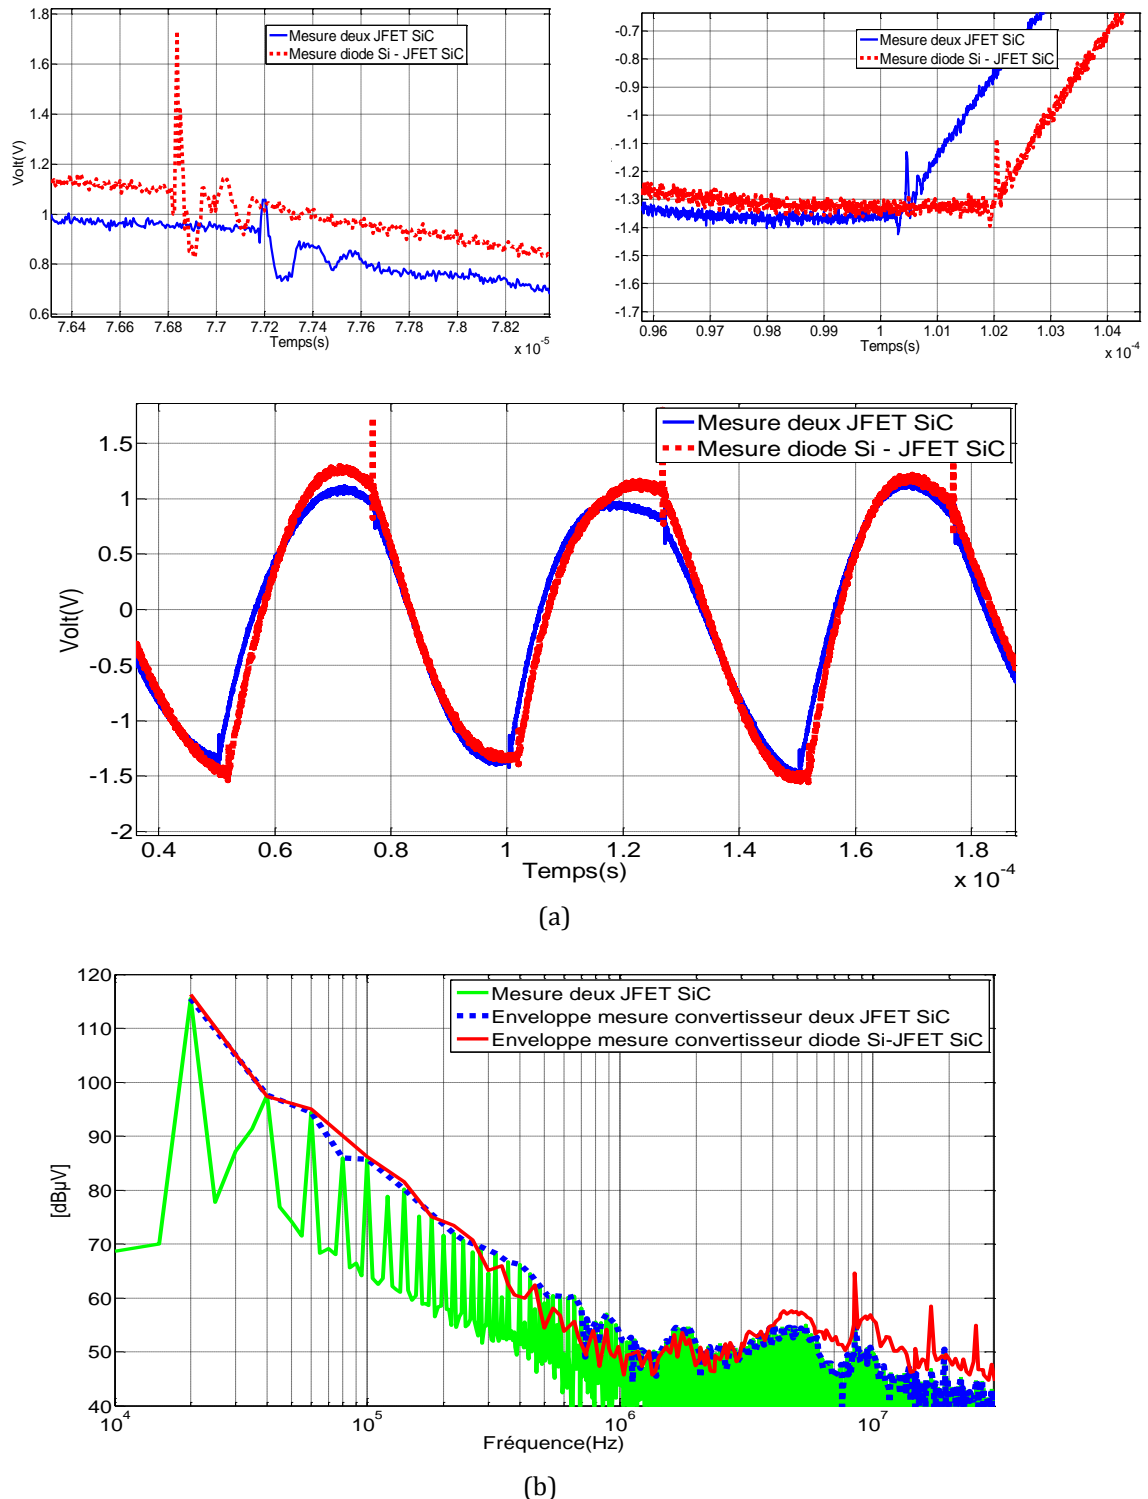 1.8
1.6
1.4
1.2
1
0.8
0.6
Volt(V)
Mesure deux JFET SiC
Mesure diode Si - JFET SiC
7.64 7.66 7.68 7.7 7.72 7.74 7.76 7.78 7.8 7.82
Temps(s)
x 10-5
-0.7
-0.8
-0.9
-1
-1.1
-1.2
-1.3
-1.4
-1.5
-1.6
-1.7
Mesure deux JFET SiC
Mesure diode Si - JFET SiC
0.96 0.97 0.98 0.99 1 1.01 1.02 1.03 1.04
Temps(s)
x 10-4
1.5
1
0.5
0
-0.5
-1
-1.5
-2
Volt(V)
Mesure deux JFET SiC
Mesure diode Si - JFET SiC
0.4 0.6 0.8 1 1.2 1.4 1.6 1.8
Temps(s)
x 10-4
(a)
120
110
100
90
80
70
60
50
40
[dBµV]
Mesure deux JFET SiC
Enveloppe mesure convertisseur deux JFET SiC
Enveloppe mesure convertisseur diode Si-JFET SiC
10^4 10^5 10^6 10^7
Fréquence(Hz)
(b)